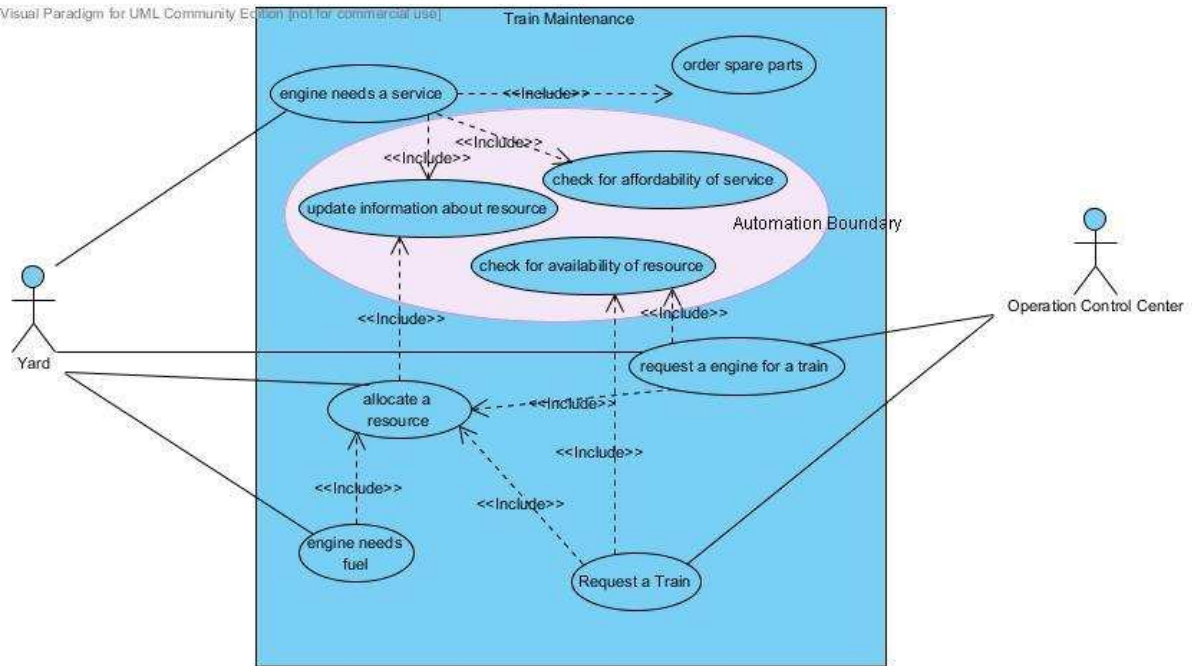 Visual Paradigm for UML Community Edition [not for commercial use]
Train Maintenance
order spare parts
engine needs a service
<<Include>>
<<Include>>
<<Include>>
check for affordability of service
update information about resource
Automation Boundary
check for availability of resource
Operation Control Center
<<Include>>
<<Include>>
Yard
request a engine for a train
allocate a
resource
<<Include>>
<<Include>>
<<Include>>
<<Include>>
engine needs
fuel
Request a Train